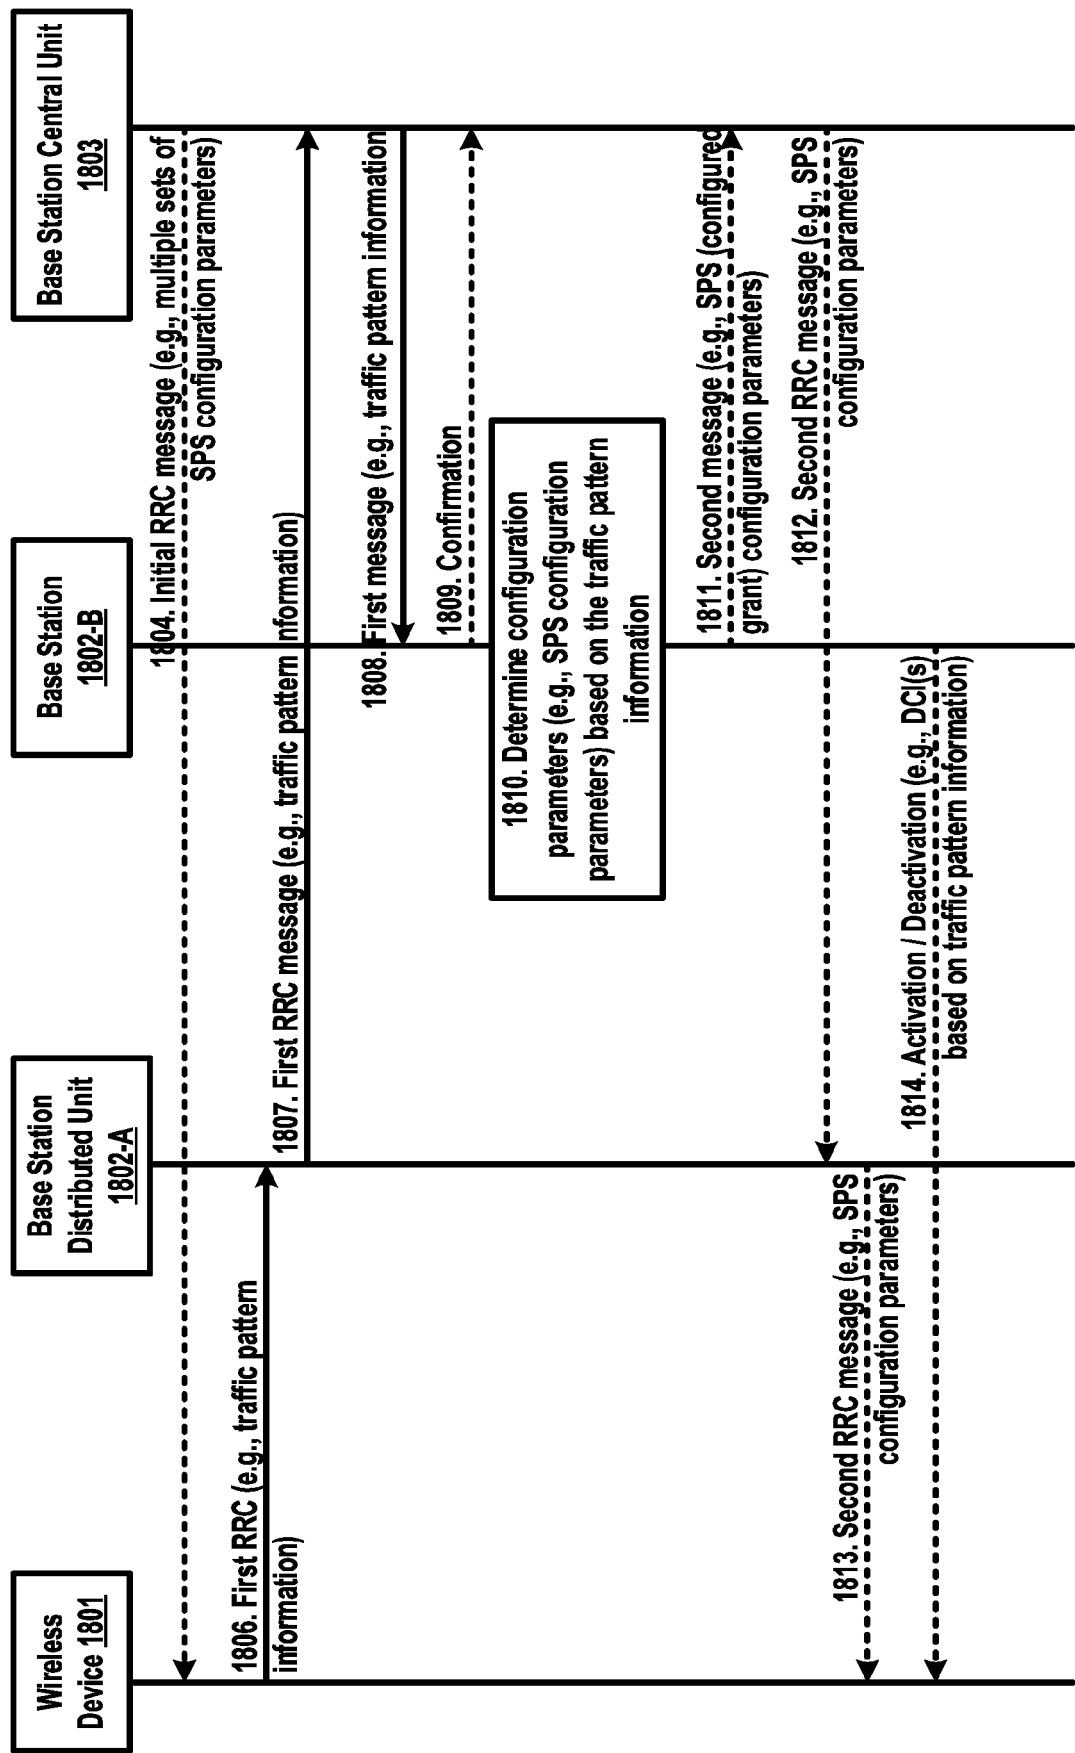 Wireless
Device 1801
Base Station
Distributed Unit
1802-A
Base Station
1802-B
Base Station Central Unit
1803
1804. Initial RRC message (e.g., multiple sets of
SPS configuration parameters)
1806. First RRC (e.g., traffic pattern
information)
1807. First RRC message (e.g., traffic pattern nformation)
1808. First message (e.g., traffic pattern information
1809. Confirmation
1810. Determine configuration
parameters (e.g., SPS configuration
parameters) based on the traffic pattern
information
1811. Second message (e.g., SPS (configured
grant) configuration parameters)
1812. Second RRC message (e.g., SPS
configuration parameters)
1813. Second RRC message (e.g., SPS
configuration parameters)
1814. Activation / Deactivation (e.g., DCI(s)
based on traffic pattern information)